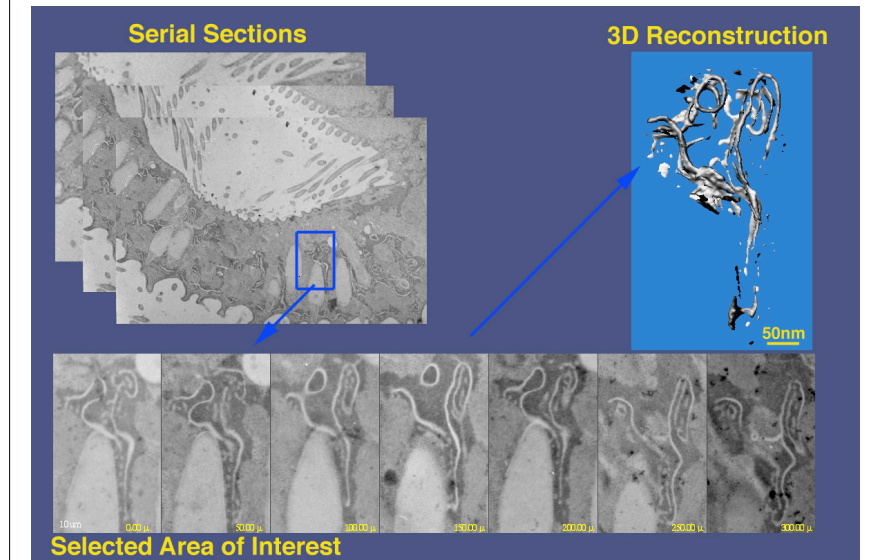 Serial Sections
3D Reconstruction
50nm
10um
0.00 µ
50.00 µ
100.00 µ
150.00 µ
200.00 µ
250.00 µ
300.00 µ
Selected Area of Interest